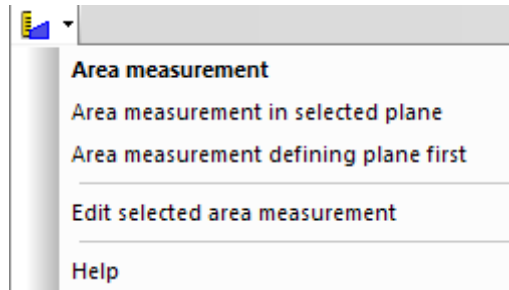 Area measurement
Area measurement in selected plane
Area measurement defining plane first
Edit selected area measurement
Help